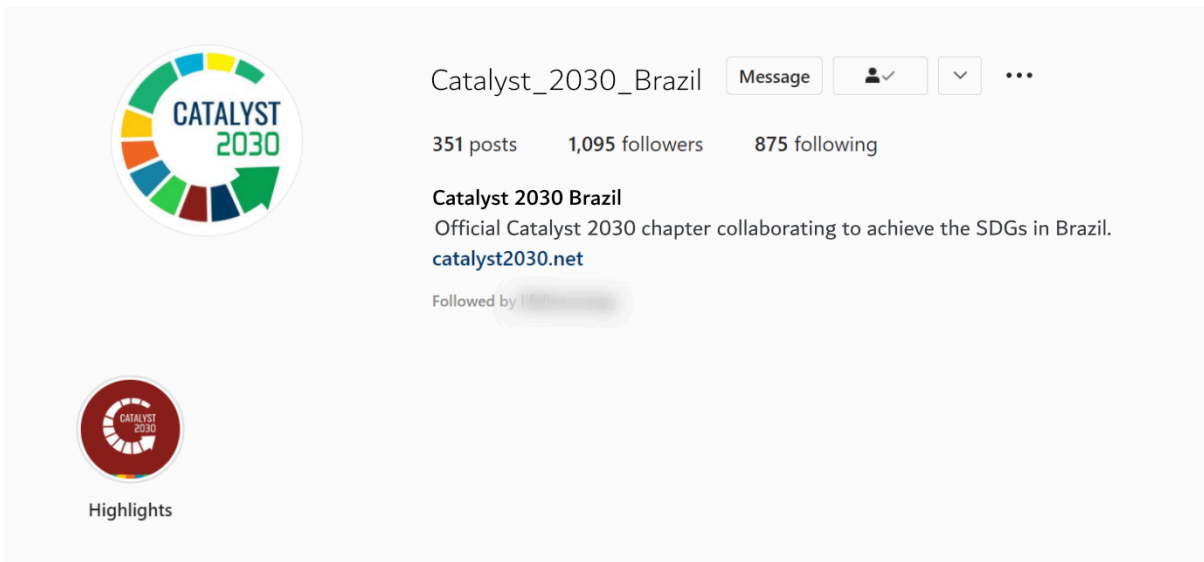 CATALYST
2030
Catalyst_2030_Brazil Message
351 posts 1,095 followers 875 following
Catalyst 2030 Brazil
Official Catalyst 2030 chapter collaborating to achieve the SDGs in Brazil.
catalyst2030.net
Followed by
CATALYST
2030
Highlights